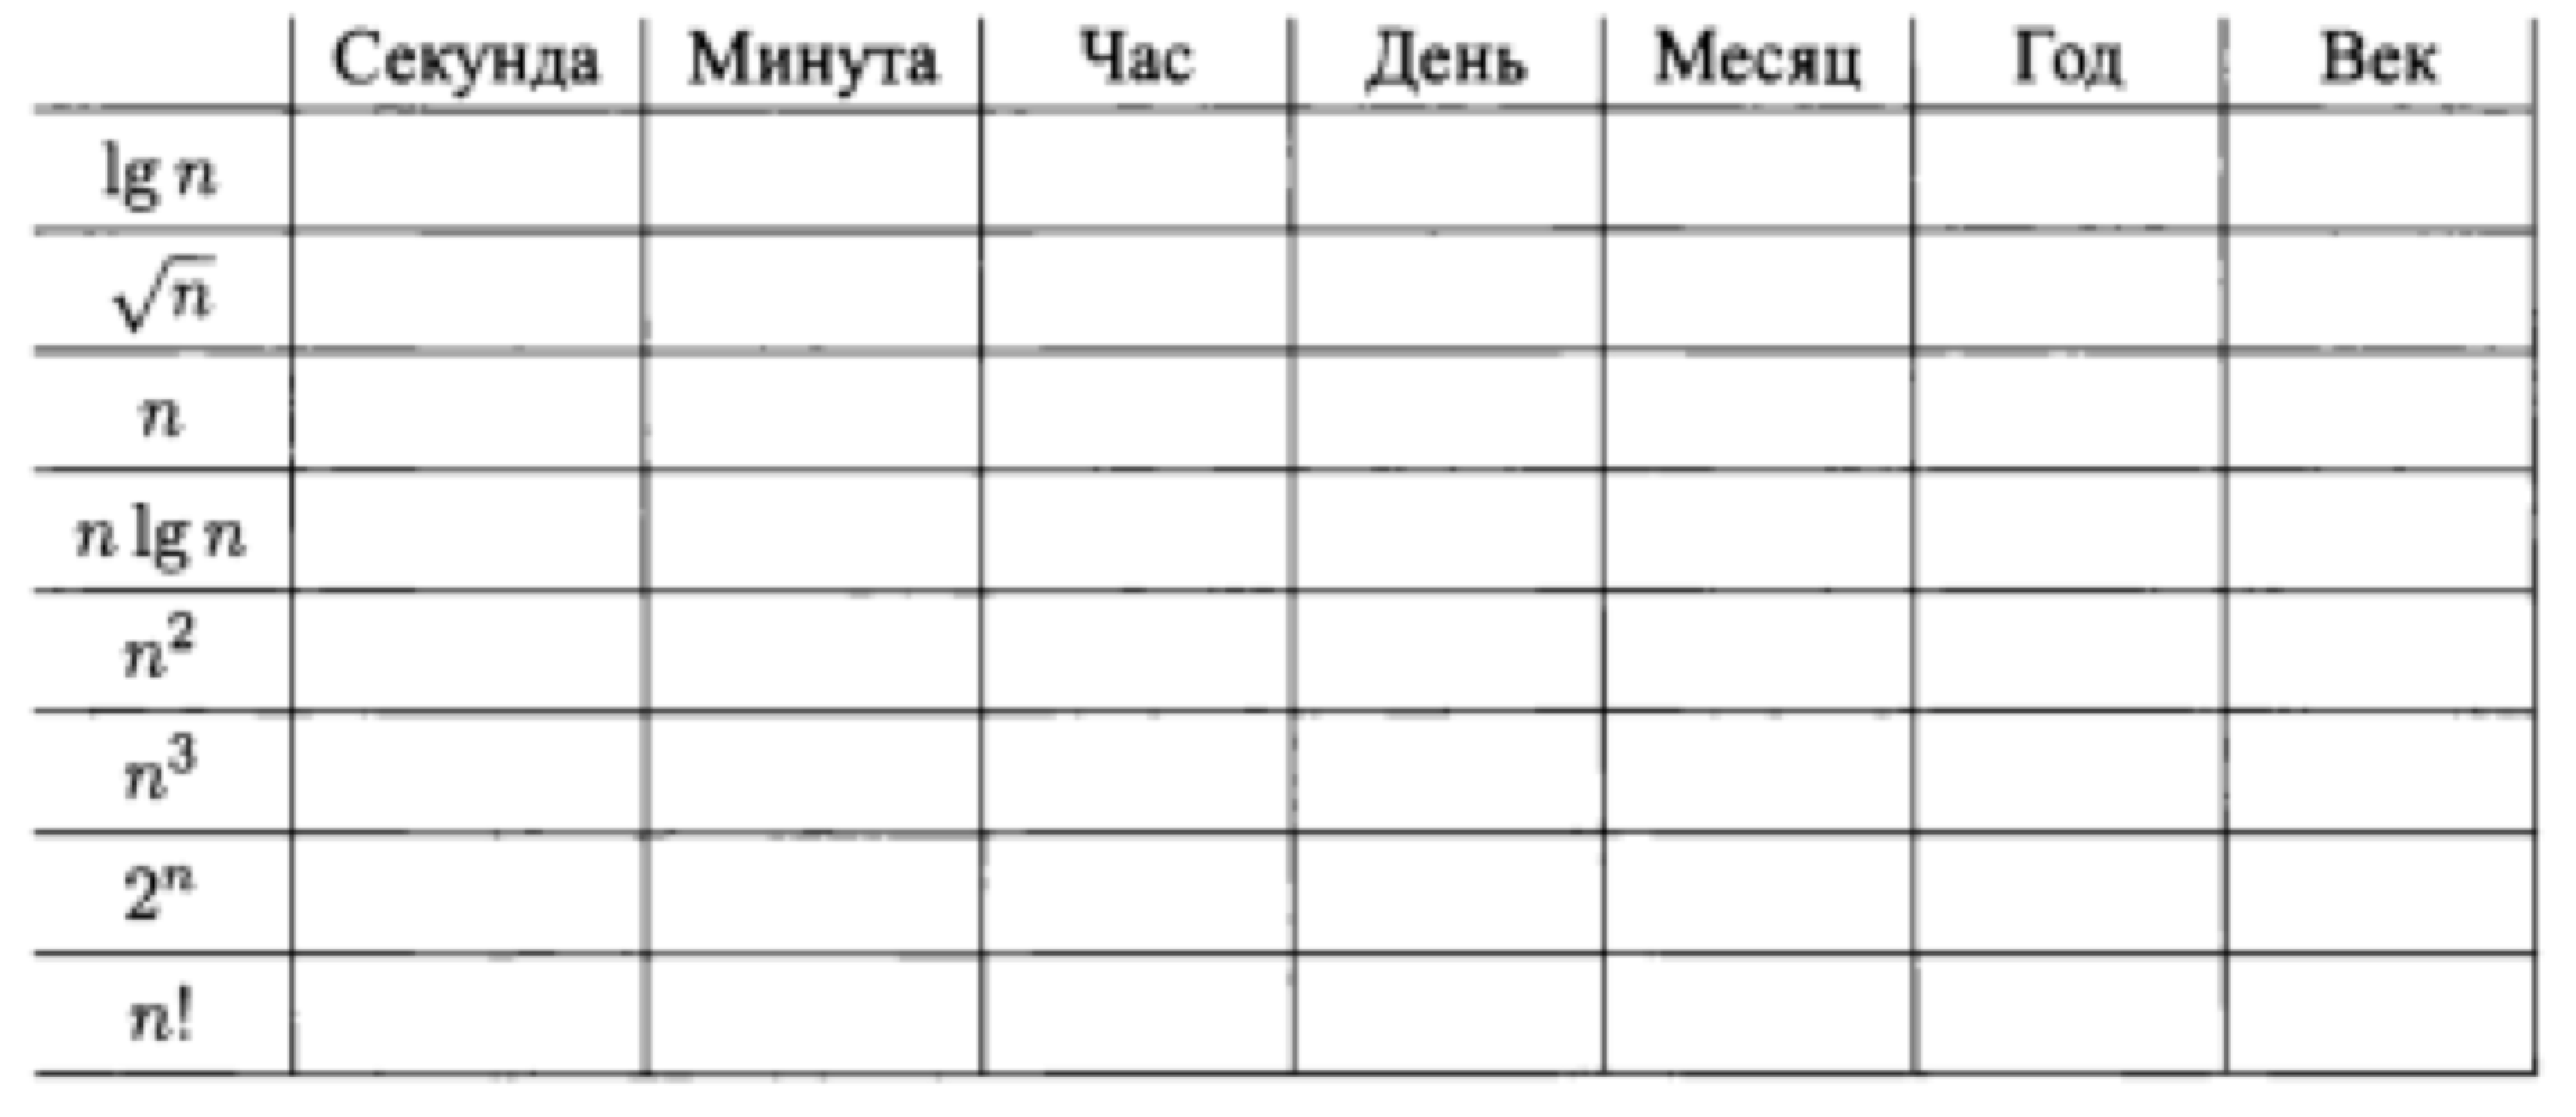 Секунда Минута Час День Месяц Год Век
lg n
√n
n
n lg n
n²
n³
2ⁿ
n!